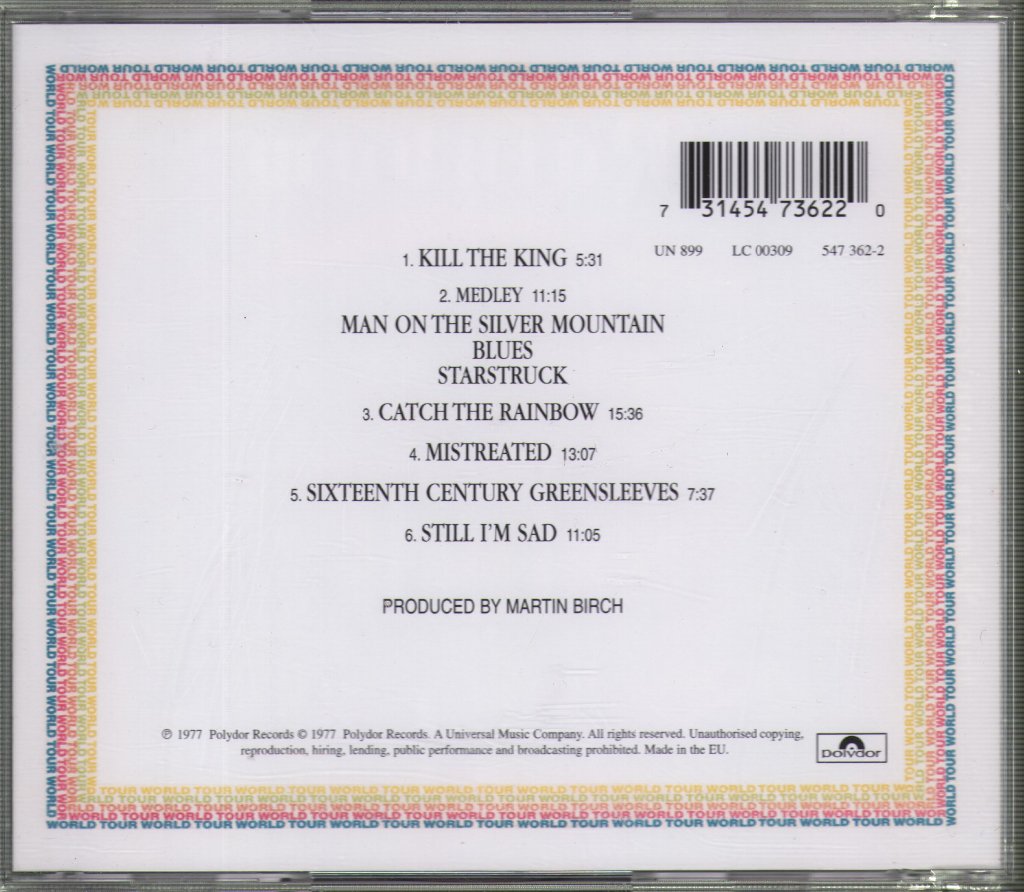 WORLD TOUR WORLD TOUR WORLD TOUR WORLD TOUR WORLD TOUR WORLD TOUR WORLD TOUR WORLD TOUR WORLD TOUR
7 31454 73622 0
UN 899 LC 00309 547 362-2
1. KILL THE KING 5:31
2. MEDLEY 11:15
MAN ON THE SILVER MOUNTAIN
BLUES
STARSTRUCK
3. CATCH THE RAINBOW 15:36
4. MISTREATED 13:07
5. SIXTEENTH CENTURY GREENSLEEVES 7:37
6. STILL I'M SAD 11:05
PRODUCED BY MARTIN BIRCH
℗ 1977 Polydor Records © 1977 Polydor Records. A Universal Music Company. All rights reserved. Unauthorised copying,
reproduction, hiring, lending, public performance and broadcasting prohibited. Made in the EU.
Polydor